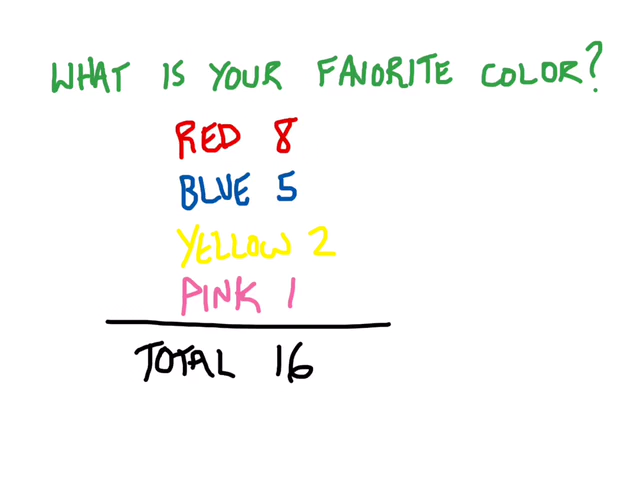 WHAT IS YOUR FAVORITE COLOR?
RED 8
BLUE 5
YELLOW 2
PINK 1
TOTAL 16